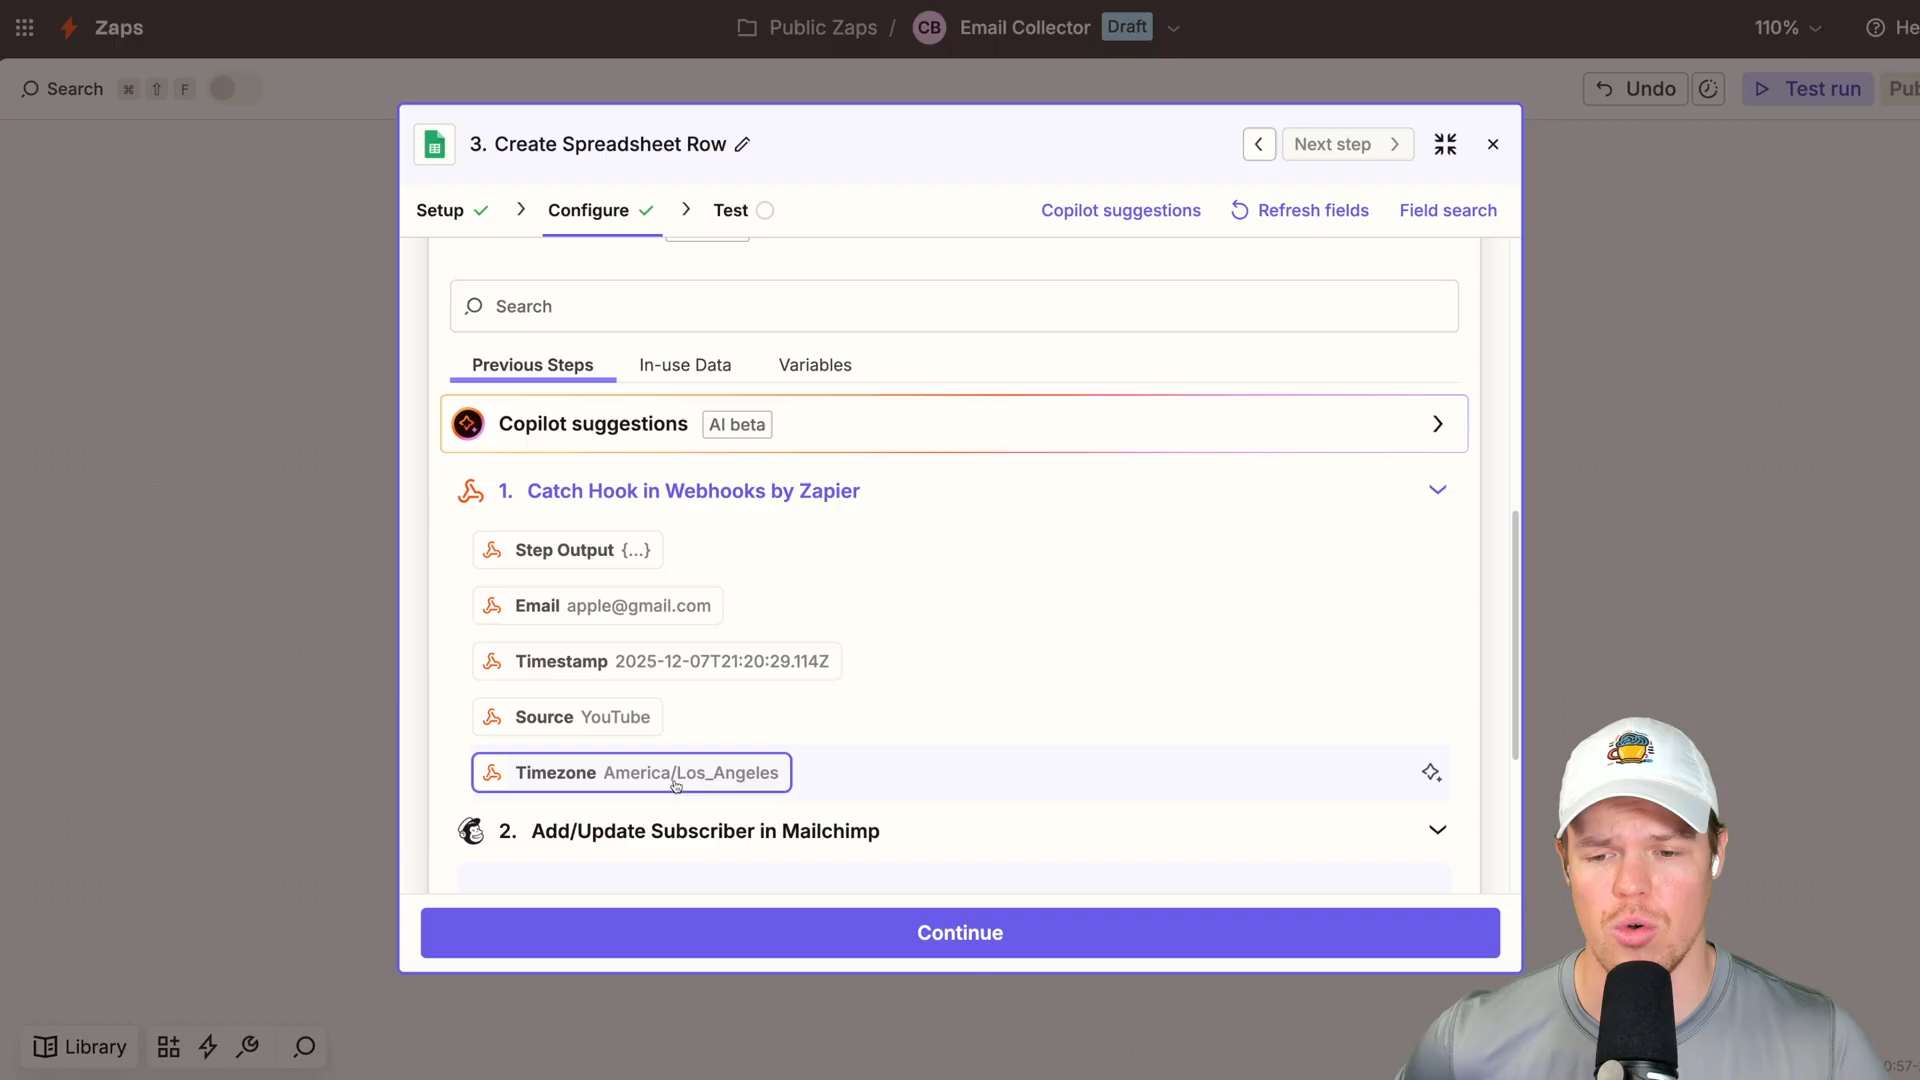 Zaps
Public Zaps / CB Email Collector Draft
110%
He
Search ⌘ ⇧ F
Undo
Test run
Pub
3. Create Spreadsheet Row
Next step
Setup
Configure
Test
Copilot suggestions
Refresh fields
Field search
Search
Previous Steps
In-use Data
Variables
Copilot suggestions AI beta
1. Catch Hook in Webhooks by Zapier
Step Output {...}
Email apple@gmail.com
Timestamp 2025-12-07T21:20:29.114Z
Source YouTube
Timezone America/Los_Angeles
2. Add/Update Subscriber in Mailchimp
Continue
Library